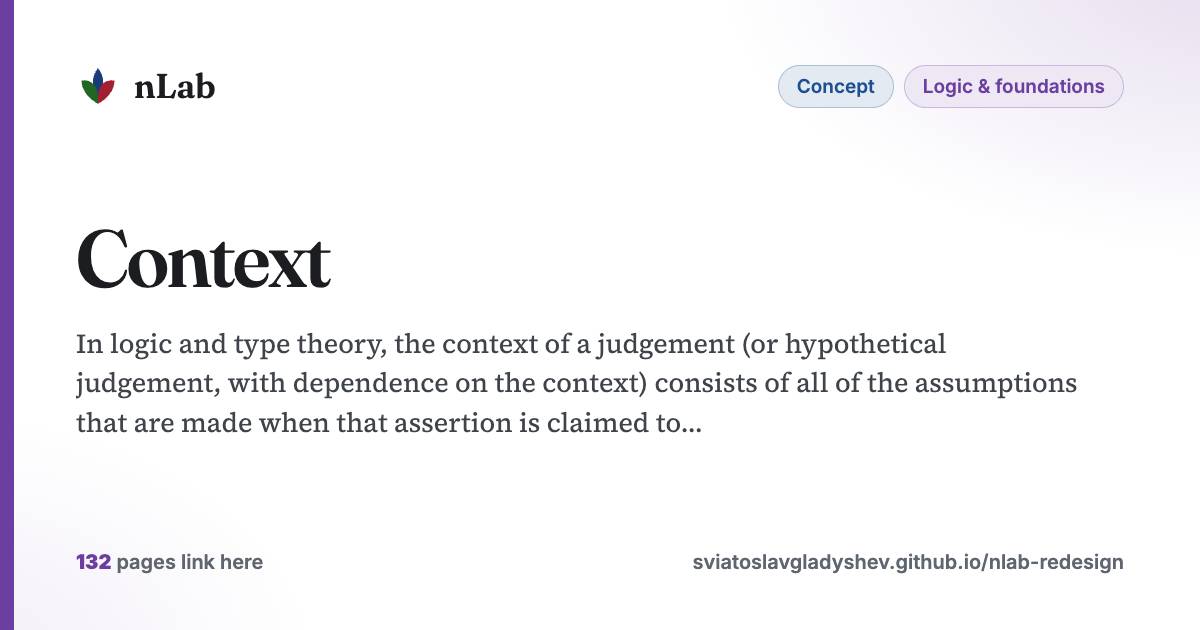 nLab
Concept
Logic & foundations
Context
In logic and type theory, the context of a judgement (or hypothetical
judgement, with dependence on the context) consists of all of the assumptions
that are made when that assertion is claimed to...
132 pages link here
sviatoslavgladyshev.github.io/nlab-redesign